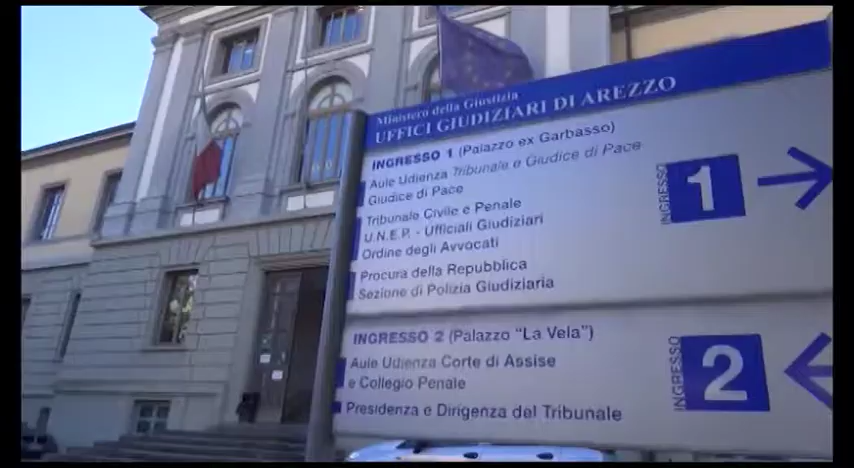 Ministero della Giustizia
UFFICI GIUDIZIARI DI AREZZO
INGRESSO 1 (Palazzo ex Garbasso)
Aule Udienza Tribunale e Giudice di Pace
Giudice di Pace
Tribunale Civile e Penale
U.N.E.P. - Ufficiali Giudiziari
Ordine degli Avvocati
Procura della Repubblica
Sezione di Polizia Giudiziaria
INGRESSO
1
INGRESSO 2 (Palazzo "La Vela")
Aule Udienza Corte di Assise
e Collegio Penale
Presidenza e Dirigenza del Tribunale
INGRESSO
2